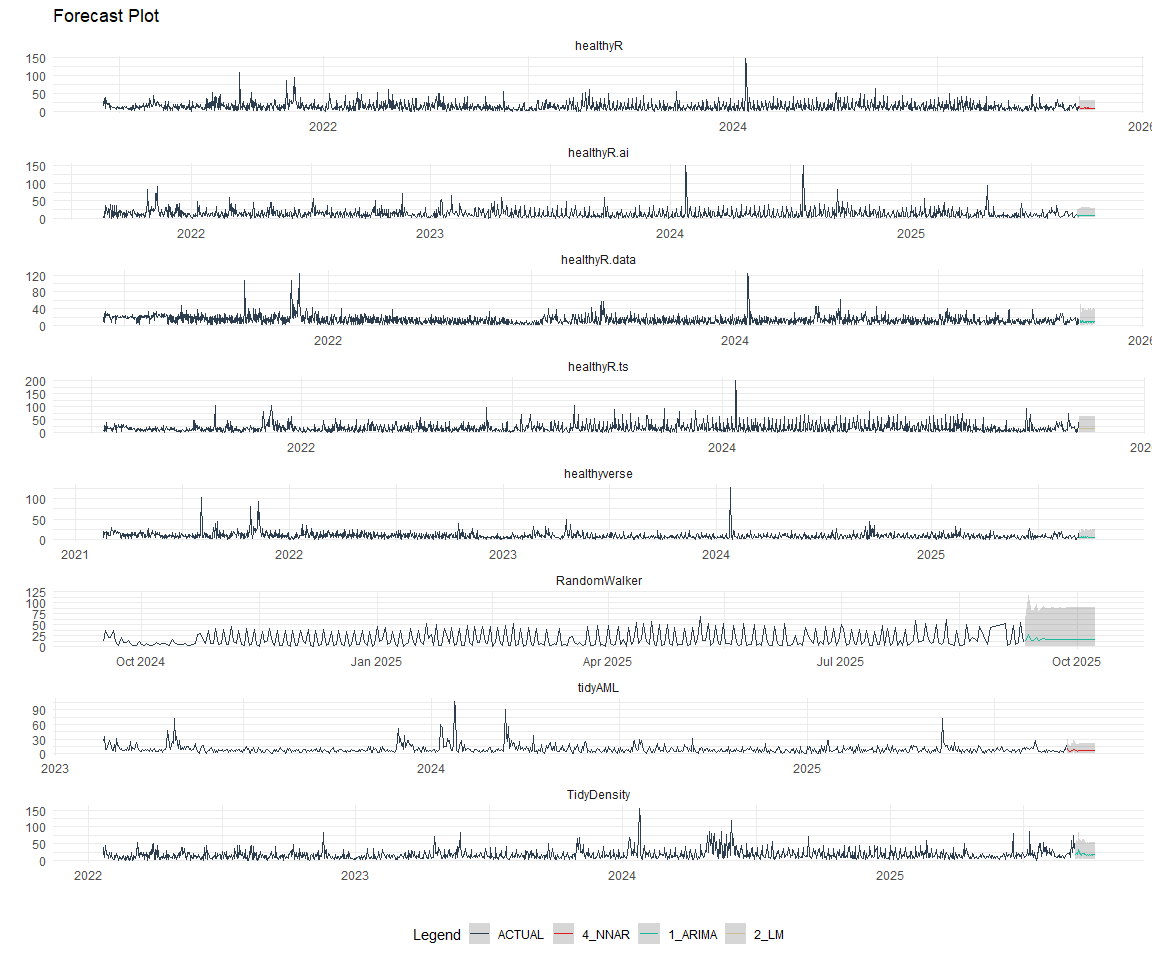 Forecast Plot
healthyR
150
100
50
0
2022 2024 2026
healthyR.ai
150
100
50
0
2022 2023 2024 2025
healthyR.data
120
80
40
0
2022 2024 2026
healthyR.ts
200
150
100
50
0
2022 2024 202
healthyverse
100
50
0
2021 2022 2023 2024 2025
RandomWalker
125
100
75
50
25
0
Oct 2024 Jan 2025 Apr 2025 Jul 2025 Oct 2025
tidyAML
90
60
30
0
2023 2024 2025
TidyDensity
150
100
50
0
2022 2023 2024 2025
Legend ACTUAL 4_NNAR 1_ARIMA 2_LM